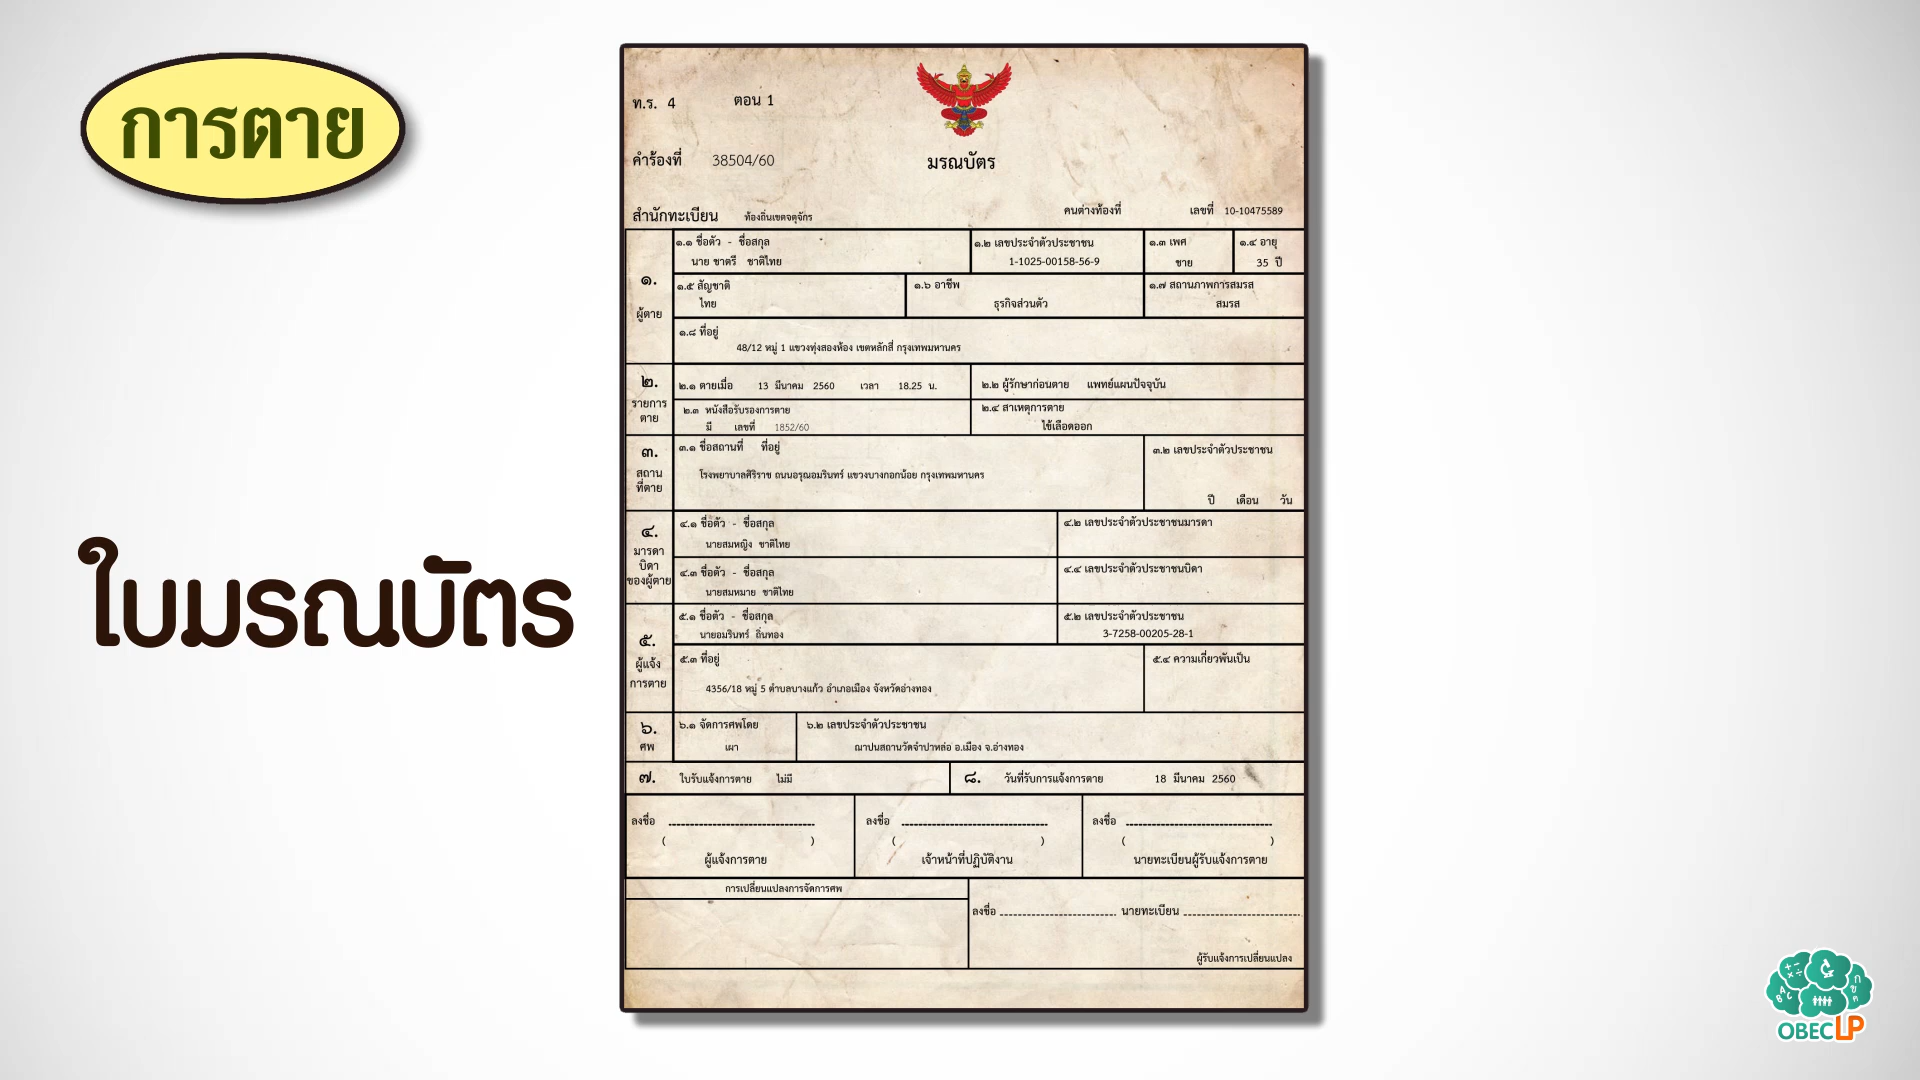 การตาย
ใบมรณบัตร
ท.ร. 4 ตอน 1
คำร้องที่ 38504/60
มรณบัตร
สำนักทะเบียน ท้องถิ่นเขตจตุจักร คนต่างท้องที่ เลขที่ 10-10475589
๑. ผู้ตาย
๑.๑ ชื่อตัว - ชื่อสกุล
นาย ชาตรี ชาติไทย
๑.๒ เลขประจำตัวประชาชน
1-1025-00158-56-9
๑.๓ เพศ
ชาย
๑.๔ อายุ
35 ปี
๑.๕ สัญชาติ
ไทย
๑.๖ อาชีพ
ธุรกิจส่วนตัว
๑.๗ สถานภาพการสมรส
สมรส
๑.๘ ที่อยู่
48/12 หมู่ 1 แขวงทุ่งสองห้อง เขตหลักสี่ กรุงเทพมหานคร
๒.
รายการ
ตาย
๒.๑ ตายเมื่อ 13 มีนาคม 2560 เวลา 18.25 น.
๒.๒ ผู้รักษาก่อนตาย แพทย์แผนปัจจุบัน
๒.๓ หนังสือรับรองการตาย
มี เลขที่ 1852/60
๒.๔ สาเหตุการตาย
ไข้เลือดออก
๓.
สถาน
ที่ตาย
๓.๑ ชื่อสถานที่ ที่อยู่
โรงพยาบาลศิริราช ถนนอรุณอมรินทร์ แขวงบางกอกน้อย กรุงเทพมหานคร
๓.๒ เลขประจำตัวประชาชน
ปี เดือน วัน
๔.
มารดา
บิดา
ของผู้ตาย
๔.๑ ชื่อตัว - ชื่อสกุล
นายสมหญิง ชาติไทย
๔.๒ เลขประจำตัวประชาชนมารดา
๔.๓ ชื่อตัว - ชื่อสกุล
นายสมหมาย ชาติไทย
๔.๔ เลขประจำตัวประชาชนบิดา
๕.
ผู้แจ้ง
การตาย
๕.๑ ชื่อตัว - ชื่อสกุล
นายอมรินทร์ ถิ่นทอง
๕.๒ เลขประจำตัวประชาชน
3-7258-00205-28-1
๕.๓ ที่อยู่
4356/18 หมู่ 5 ตำบลบางแก้ว อำเภอเมือง จังหวัดอ่างทอง
๕.๔ ความเกี่ยวพันเป็น
๖.
ศพ
๖.๑ จัดการศพโดย
เผา
๖.๒ เลขประจำตัวประชาชน
ฌาปนสถานวัดจำปาหล่อ อ.เมือง จ.อ่างทอง
๗. ใบรับแจ้งการตาย ไม่มี
๘. วันที่รับการแจ้งการตาย 18 มีนาคม 2560
ลงชื่อ
( )
ผู้แจ้งการตาย
ลงชื่อ
( )
เจ้าหน้าที่ปฏิบัติงาน
ลงชื่อ
( )
นายทะเบียนผู้รับแจ้งการตาย
การเปลี่ยนแปลงการจัดการศพ
ลงชื่อ นายทะเบียน
ผู้รับแจ้งการเปลี่ยนแปลง
OBECLP